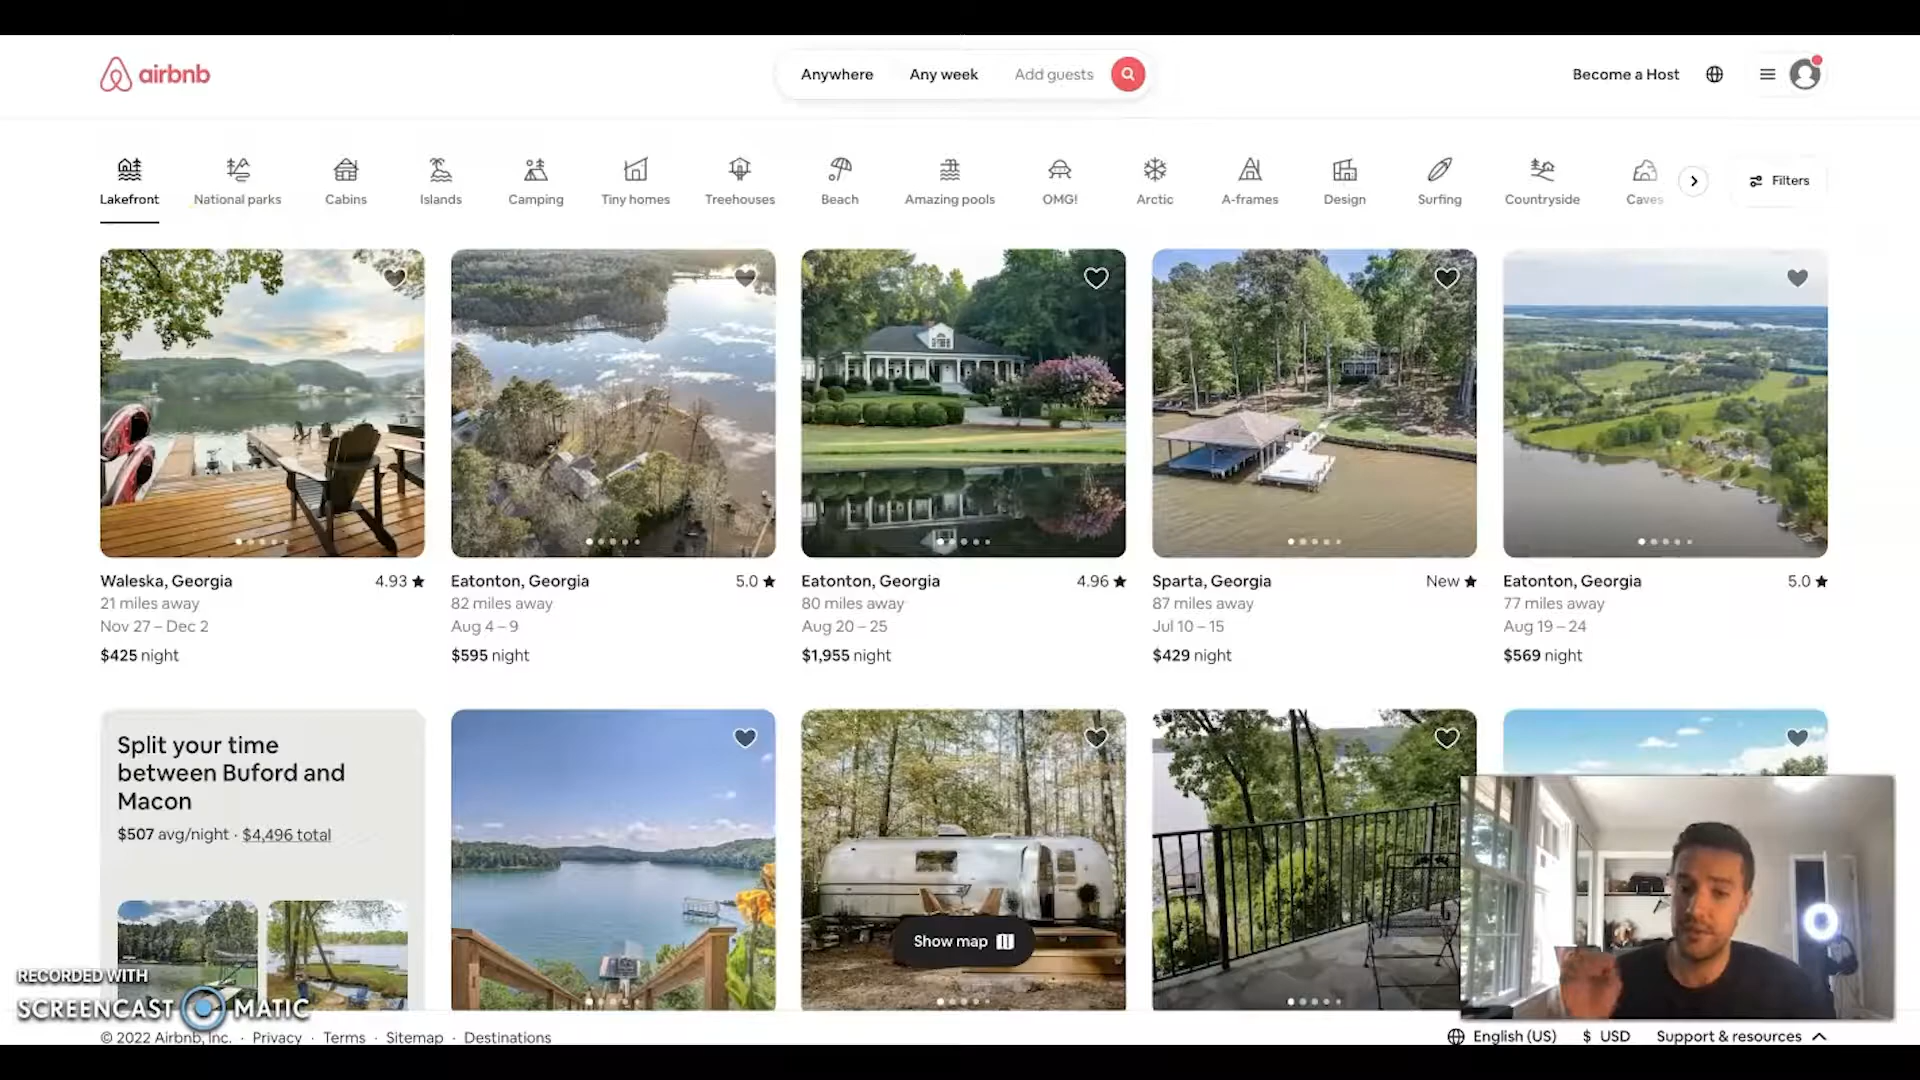 airbnb
Anywhere Any week Add guests
Become a Host
Lakefront National parks Cabins Islands Camping Tiny homes Treehouses Beach Amazing pools OMG! Arctic A-frames Design Surfing Countryside Caves
Filters
Waleska, Georgia 4.93
21 miles away
Nov 27 – Dec 2
$425 night
Eatonton, Georgia 5.0
82 miles away
Aug 4 – 9
$595 night
Eatonton, Georgia 4.96
80 miles away
Aug 20 – 25
$1,955 night
Sparta, Georgia New
87 miles away
Jul 10 – 15
$429 night
Eatonton, Georgia 5.0
77 miles away
Aug 19 – 24
$569 night
Split your time
between Buford and
Macon
$507 avg/night · $4,496 total
Show map
RECORDED WITH
SCREENCAST MATIC
© 2022 Airbnb, Inc. · Privacy · Terms · Sitemap · Destinations
English (US) $ USD Support & resources